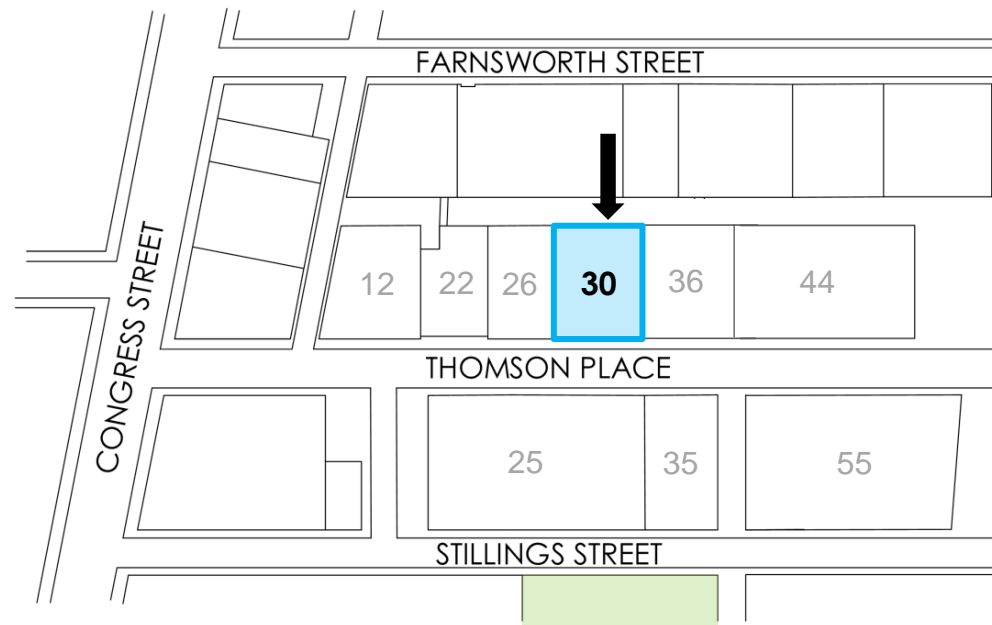 FARNSWORTH STREET
CONGRESS STREET
12
22
26
30
36
44
THOMSON PLACE
25
35
55
STILLINGS STREET